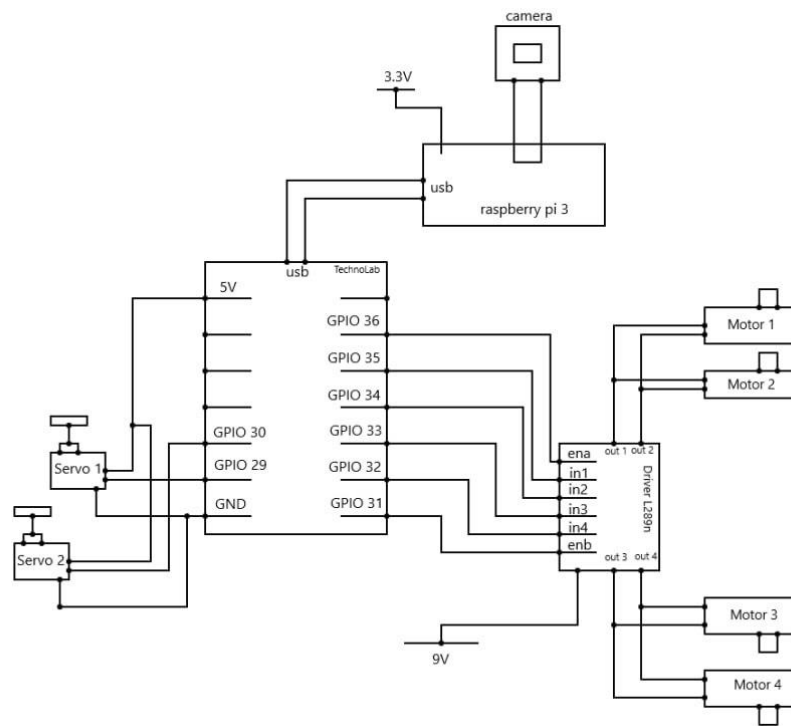 camera
3.3V
usb
raspberry pi 3
usb
TechnoLab
5V
GPIO 36
GPIO 35
GPIO 34
GPIO 30
GPIO 33
GPIO 29
GPIO 32
GND
GPIO 31
Servo 1
Servo 2
Motor 1
Motor 2
out 1 out 2
ena
in1
in2
in3
in4
enb
Driver L289n
out 3 out 4
Motor 3
9V
Motor 4